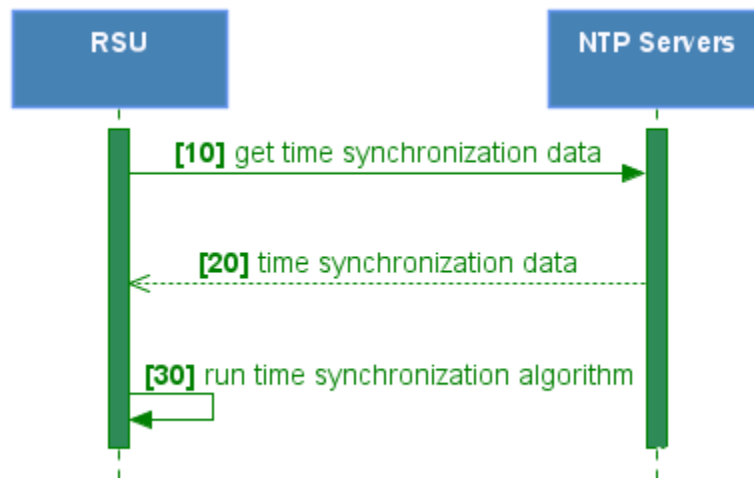 RSU
NTP Servers
[10] get time synchronization data
[20] time synchronization data
[30] run time synchronization algorithm